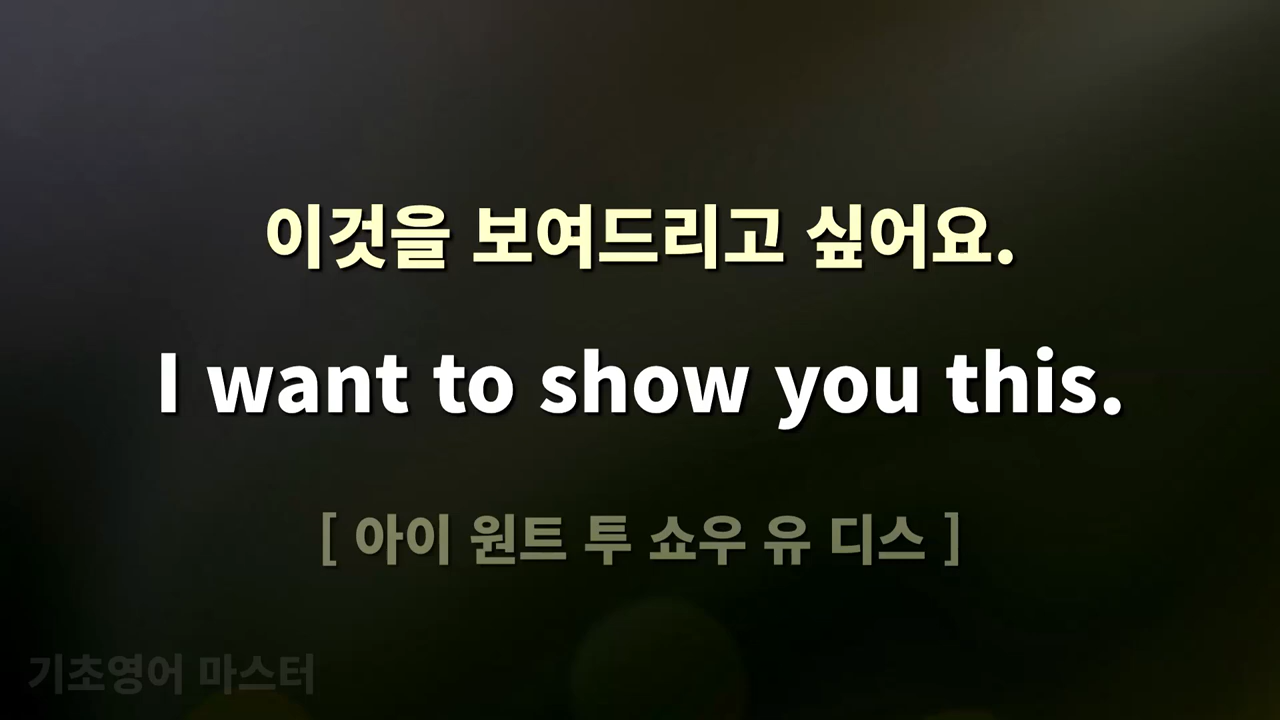 이것을 보여드리고 싶어요.
I want to show you this.
[ 아이 원트 투 쇼우 유 디스 ]
기초영어 마스터